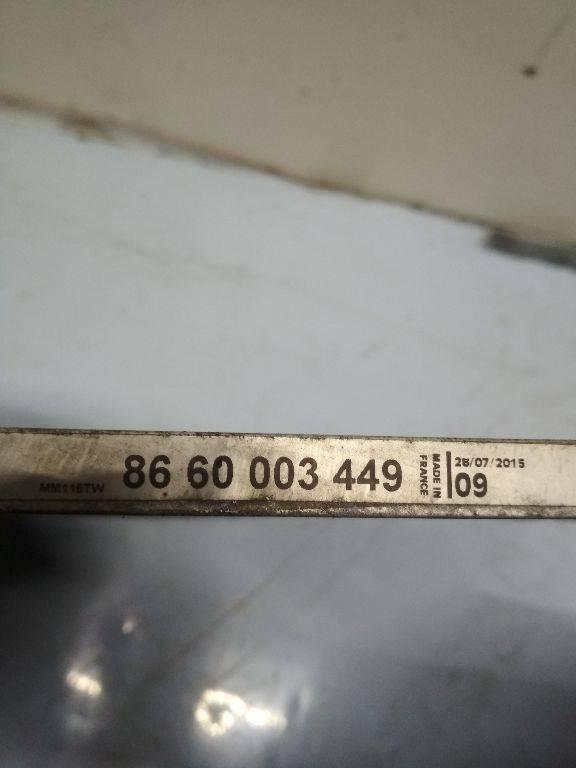 MM116TW 86 60 003 449
MADE IN
FRANCE
28/07/2015
09